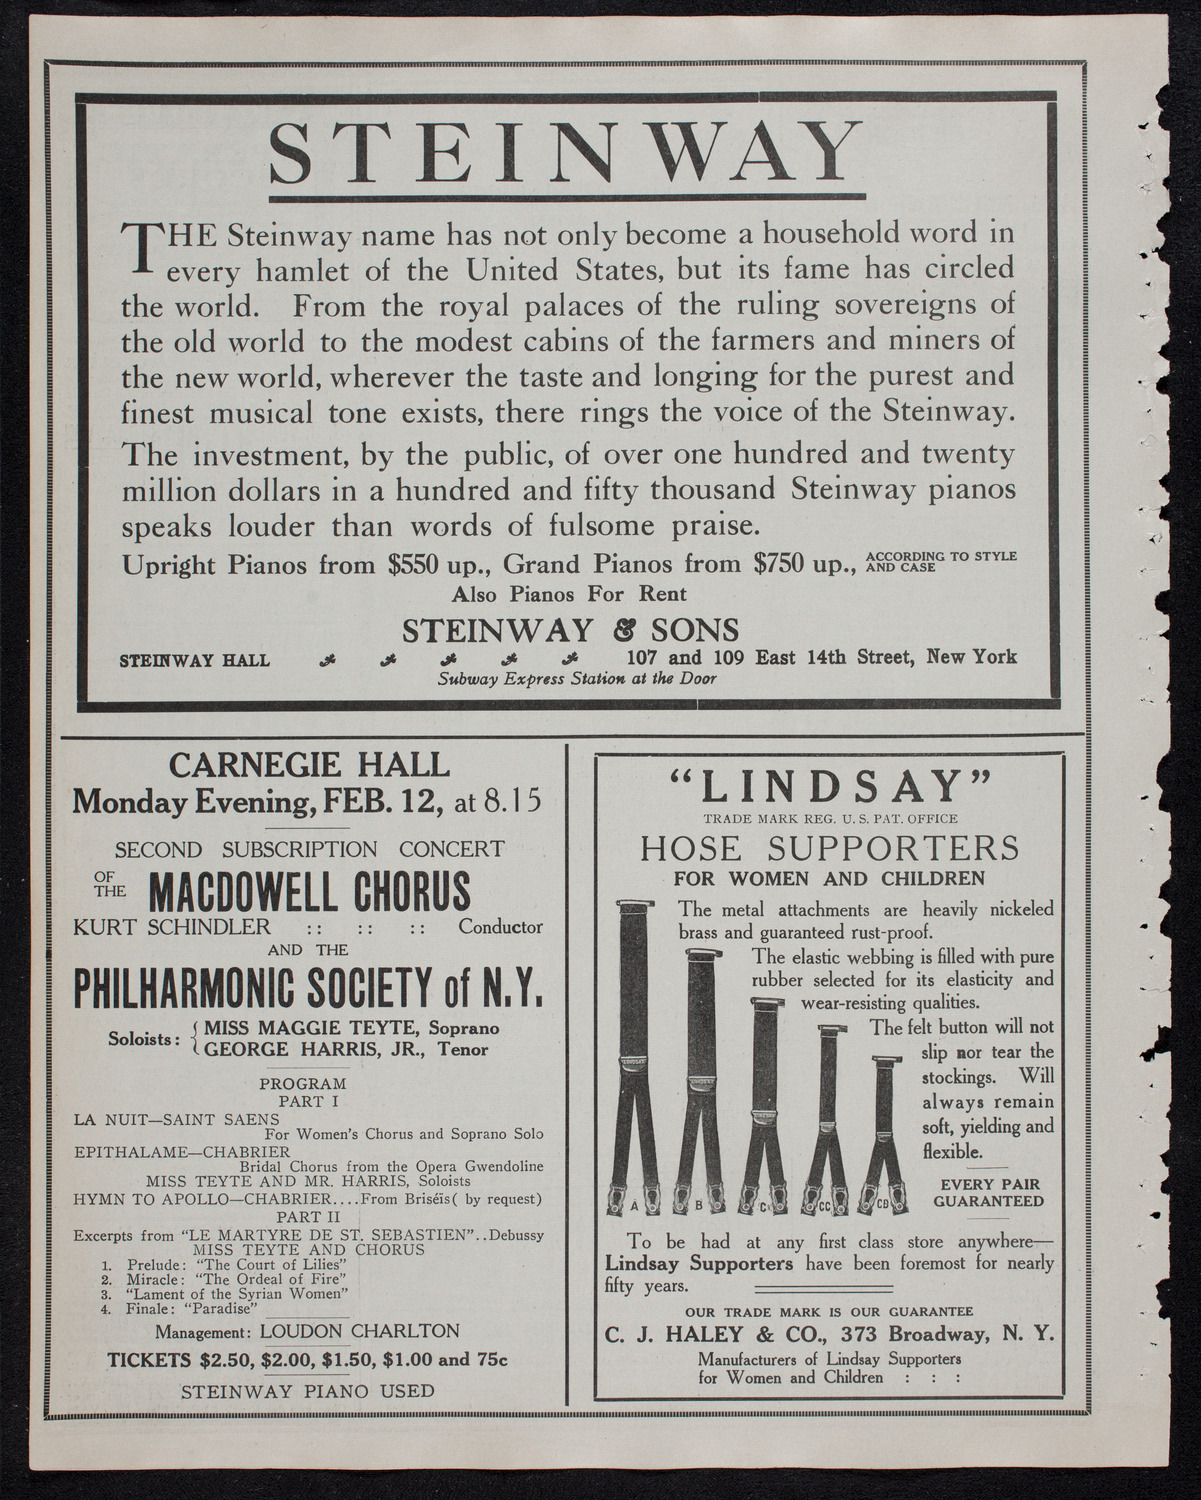 STEINWAY
THE Steinway name has not only become a household word in
every hamlet of the United States, but its fame has circled
the world. From the royal palaces of the ruling sovereigns of
the old world to the modest cabins of the farmers and miners of
the new world, wherever the taste and longing for the purest and
finest musical tone exists, there rings the voice of the Steinway.
The investment, by the public, of over one hundred and twenty
million dollars in a hundred and fifty thousand Steinway pianos
speaks louder than words of fulsome praise.
Upright Pianos from $550 up., Grand Pianos from $750 up., ACCORDING TO STYLE AND CASE
Also Pianos For Rent
STEINWAY & SONS
STEINWAY HALL 107 and 109 East 14th Street, New York
Subway Express Station at the Door
CARNEGIE HALL
Monday Evening, FEB. 12, at 8.15
SECOND SUBSCRIPTION CONCERT
OF THE MACDOWELL CHORUS
KURT SCHINDLER :: :: :: Conductor
AND THE
PHILHARMONIC SOCIETY of N.Y.
Soloists: { MISS MAGGIE TEYTE, Soprano
GEORGE HARRIS, JR., Tenor
PROGRAM
PART I
LA NUIT—SAINT SAENS
For Women's Chorus and Soprano Solo
EPITHALAME—CHABRIER
Bridal Chorus from the Opera Gwendoline
MISS TEYTE AND MR. HARRIS, Soloists
HYMN TO APOLLO—CHABRIER....From Briséis( by request)
PART II
Excerpts from "LE MARTYRE DE ST. SEBASTIEN"..Debussy
MISS TEYTE AND CHORUS
1. Prelude: "The Court of Lilies"
2. Miracle: "The Ordeal of Fire"
3. "Lament of the Syrian Women"
4. Finale: "Paradise"
Management: LOUDON CHARLTON
TICKETS $2.50, $2.00, $1.50, $1.00 and 75c
STEINWAY PIANO USED
"LINDSAY"
TRADE MARK REG. U. S. PAT. OFFICE
HOSE SUPPORTERS
FOR WOMEN AND CHILDREN
The metal attachments are heavily nickeled
brass and guaranteed rust-proof.
The elastic webbing is filled with pure
rubber selected for its elasticity and
wear-resisting qualities.
The felt button will not
slip nor tear the
stockings. Will
always remain
soft, yielding and
flexible.
EVERY PAIR
GUARANTEED
A B C CC CB
To be had at any first class store anywhere—
Lindsay Supporters have been foremost for nearly
fifty years.
OUR TRADE MARK IS OUR GUARANTEE
C. J. HALEY & CO., 373 Broadway, N. Y.
Manufacturers of Lindsay Supporters
for Women and Children : : :